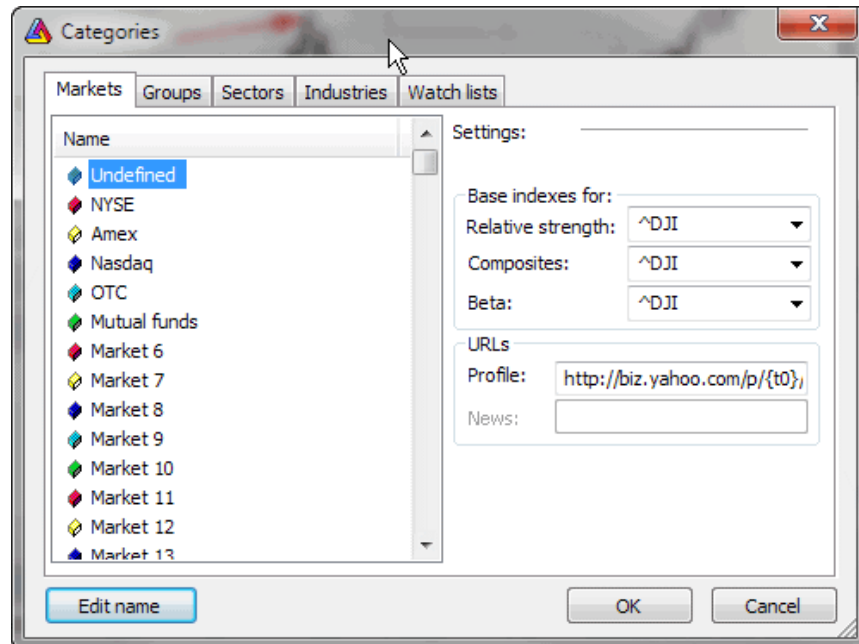 Categories
Markets Groups Sectors Industries Watch lists
Name
Undefined
NYSE
Amex
Nasdaq
OTC
Mutual funds
Market 6
Market 7
Market 8
Market 9
Market 10
Market 11
Market 12
Market 13
Settings:
Base indexes for:
Relative strength: ^DJI
Composites: ^DJI
Beta: ^DJI
URLs
Profile: http://biz.yahoo.com/p/{t0}/
News:
Edit name OK Cancel